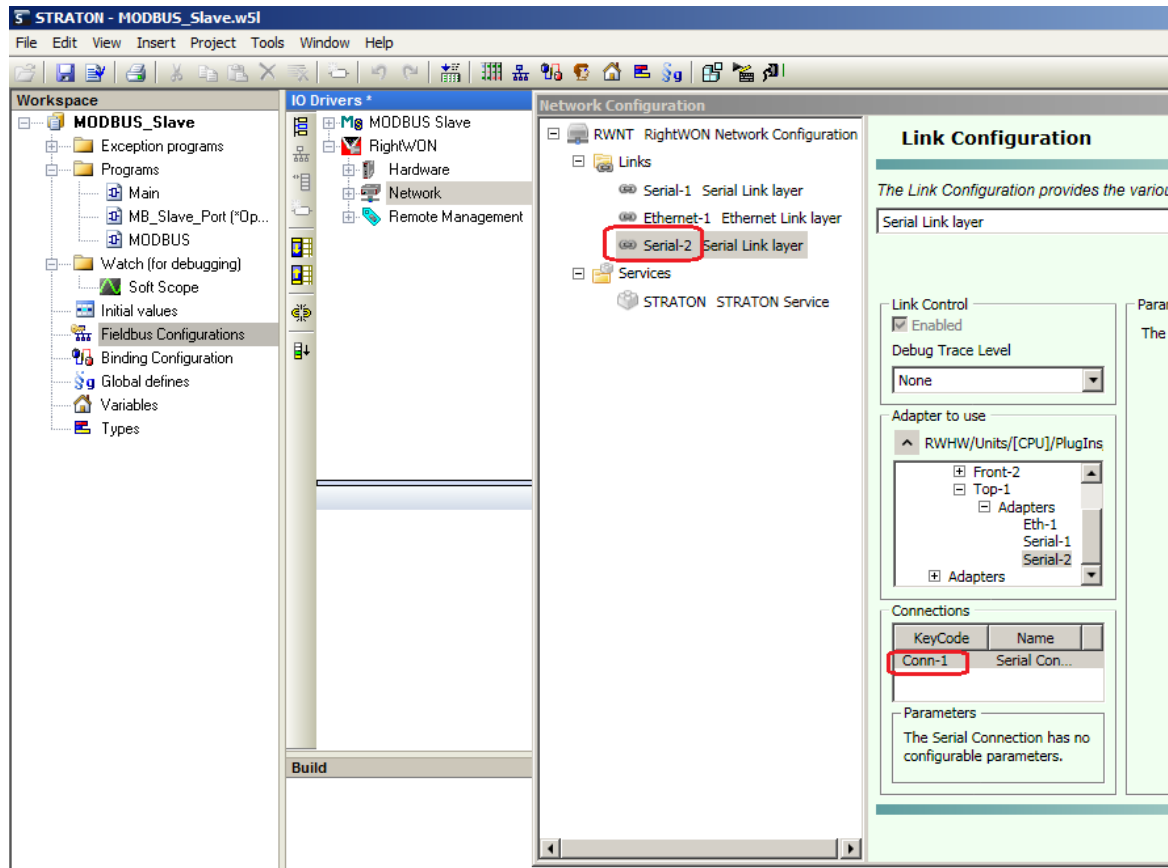 STRATON - MODBUS_Slave.w5l
File Edit View Insert Project Tools Window Help
Workspace
MODBUS_Slave
Exception programs
Programs
Main
MB_Slave_Port (*Op...
MODBUS
Watch (for debugging)
Soft Scope
Initial values
Fieldbus Configurations
Binding Configuration
Global defines
Variables
Types
IO Drivers *
MODBUS Slave
RightWON
Hardware
Network
Remote Management
Build
Network Configuration
RWNT RightWON Network Configuration
Links
Serial-1 Serial Link layer
Ethernet-1 Ethernet Link layer
Serial-2 Serial Link layer
Services
STRATON STRATON Service
Link Configuration
The Link Configuration provides the variou
Serial Link layer
Link Control
Enabled
Debug Trace Level
None
Adapter to use
RWHW/Units/[CPU]/PlugIns
Front-2
Top-1
Adapters
Eth-1
Serial-1
Serial-2
Adapters
Connections
KeyCode Name
Conn-1 Serial Con...
Parameters
The Serial Connection has no
configurable parameters.
Parar
The